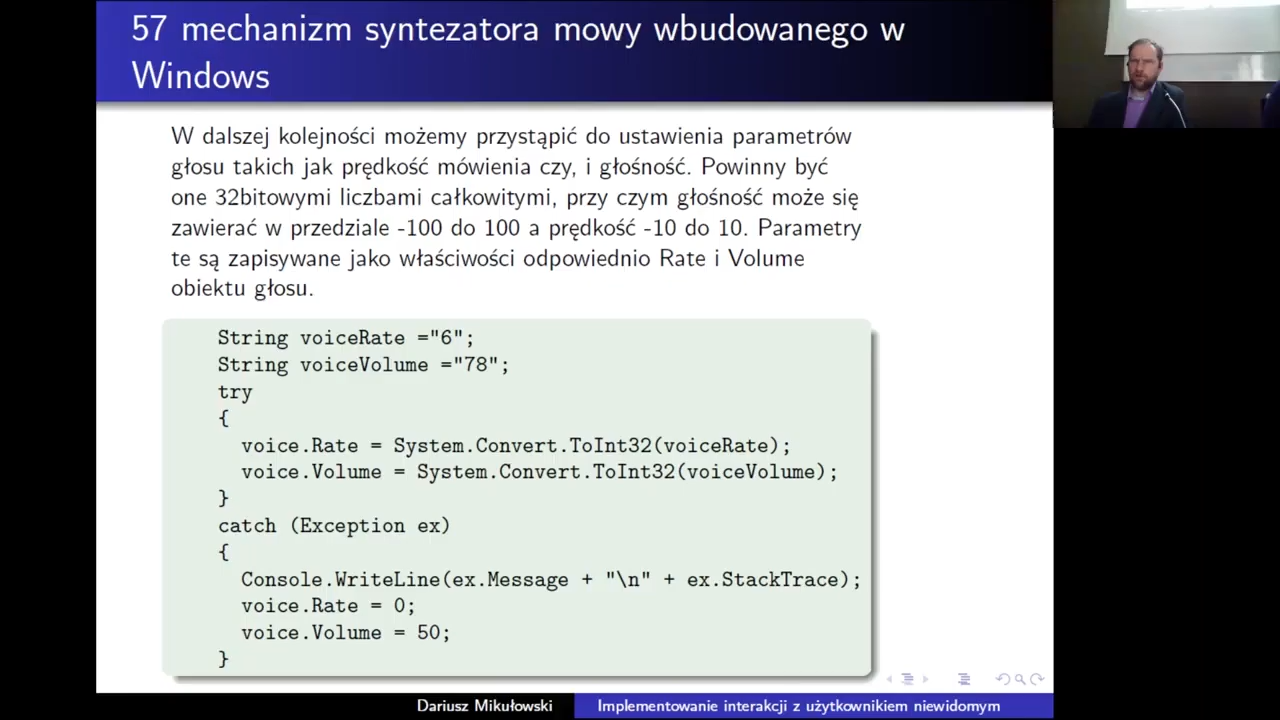 57 mechanizm syntezatora mowy wbudowanego w
Windows
W dalszej kolejności możemy przystąpić do ustawienia parametrów
głosu takich jak prędkość mówienia czy, i głośność. Powinny być
one 32bitowymi liczbami całkowitymi, przy czym głośność może się
zawierać w przedziale -100 do 100 a prędkość -10 do 10. Parametry
te są zapisywane jako właściwości odpowiednio Rate i Volume
obiektu głosu.
String voiceRate ="6";
String voiceVolume ="78";
try
{
voice.Rate = System.Convert.ToInt32(voiceRate);
voice.Volume = System.Convert.ToInt32(voiceVolume);
}
catch (Exception ex)
{
Console.WriteLine(ex.Message + "\n" + ex.StackTrace);
voice.Rate = 0;
voice.Volume = 50;
}
Dariusz Mikułowski
Implementowanie interakcji z użytkownikiem niewidomym